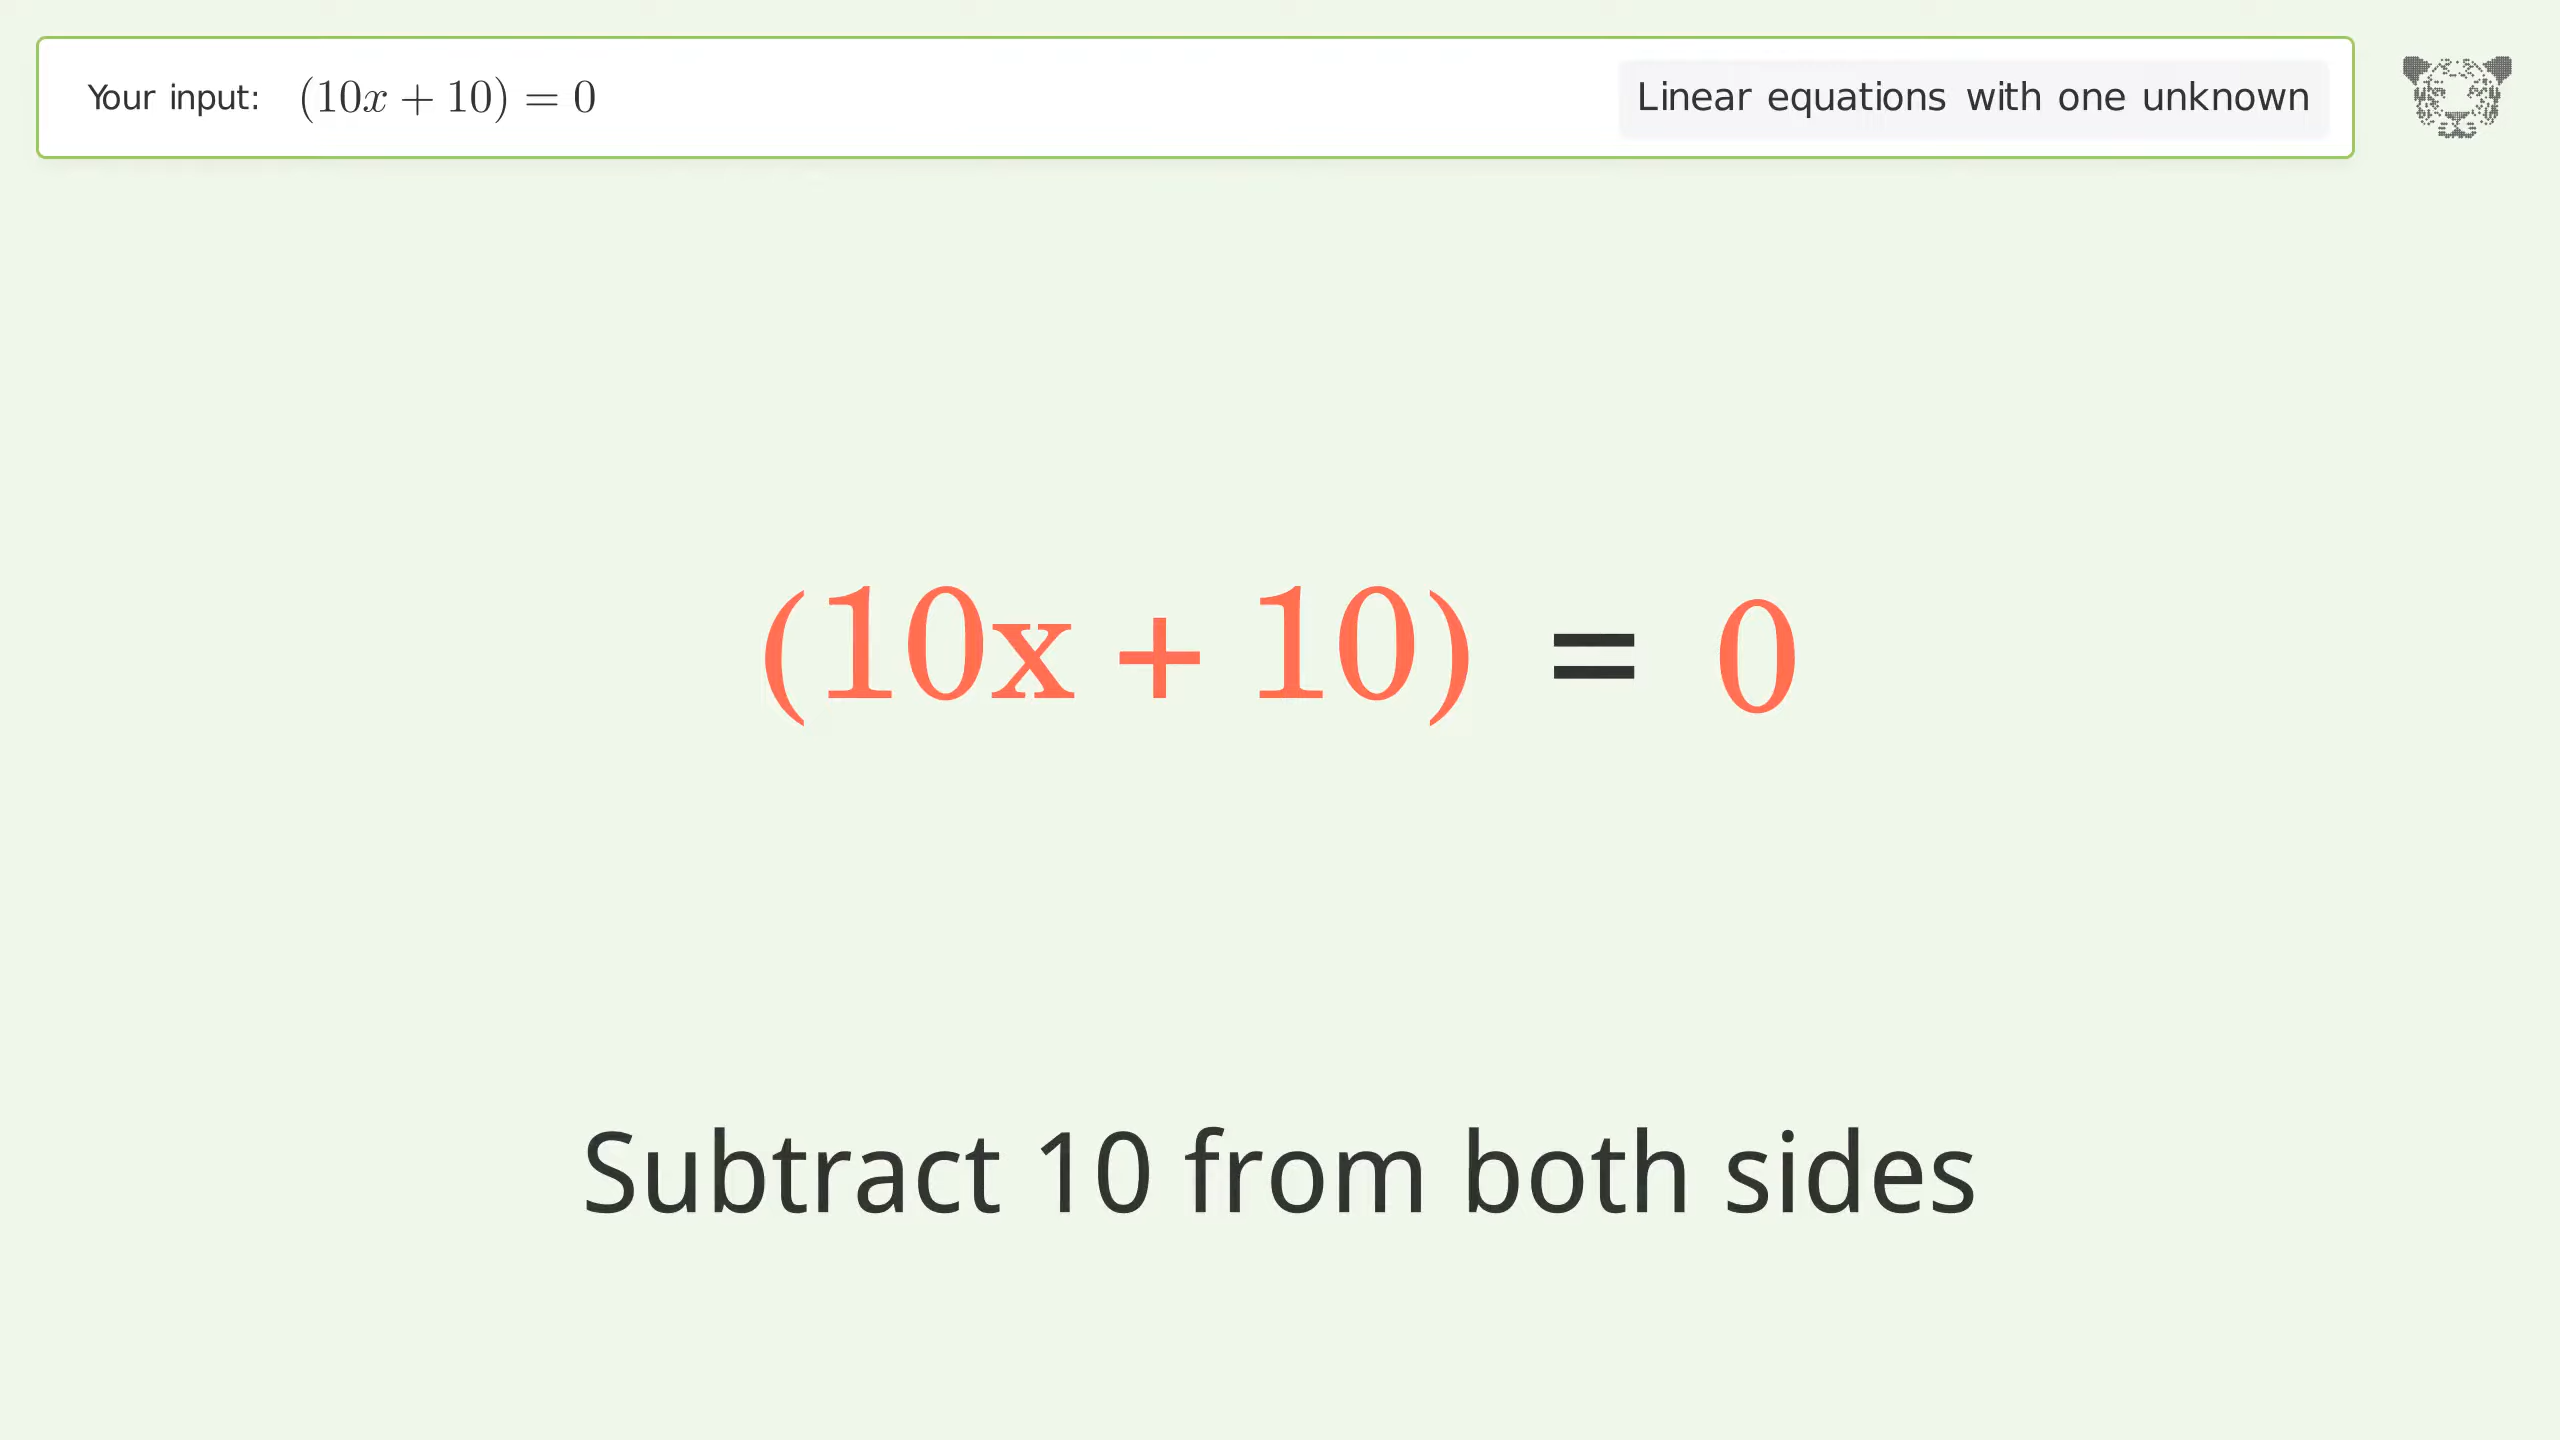 Your input: (10x + 10) = 0
Linear equations with one unknown
(10x + 10) = 0
Subtract 10 from both sides